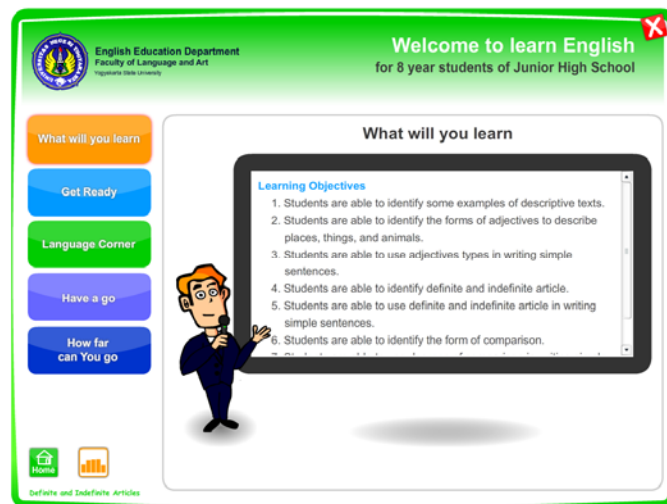 English Education Department
Faculty of Language and Art
Yogyakarta State University
Welcome to learn English
for 8 year students of Junior High School
What will you learn
Get Ready
Language Corner
Have a go
How far
can You go
What will you learn
Learning Objectives
1. Students are able to identify some examples of descriptive texts.
2. Students are able to identify the forms of adjectives to describe
places, things, and animals.
3. Students are able to use adjectives types in writing simple
sentences.
4. Students are able to identify definite and indefinite article.
5. Students are able to use definite and indefinite article in writing
simple sentences.
6. Students are able to identify the form of comparison.
Home
Definite and Indefinite Articles